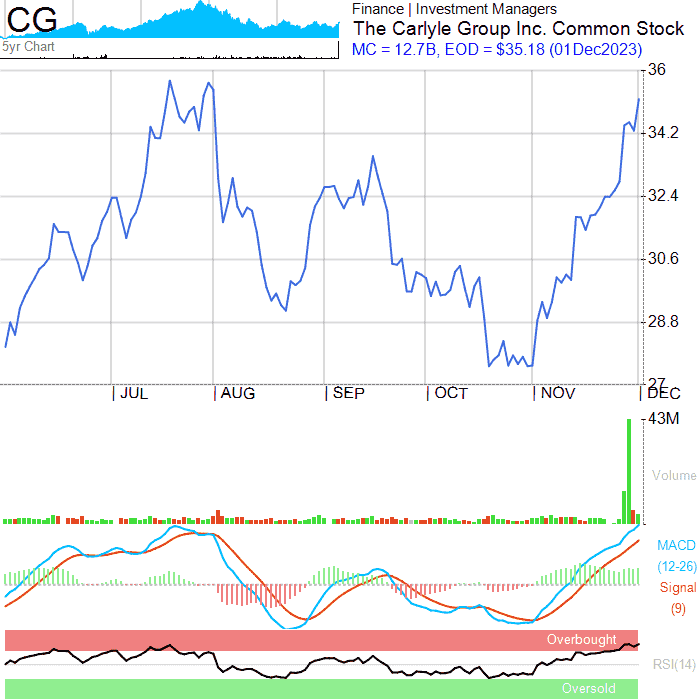 CG
5yr Chart
Finance | Investment Managers
The Carlyle Group Inc. Common Stock
MC = 12.7B, EOD = $35.18 (01Dec2023)
36
34.2
32.4
30.6
28.8
27
| JUL | AUG | SEP | OCT | NOV | DEC
43M
Volume
MACD
(12-26)
Signal
(9)
Overbought
RSI(14)
Oversold